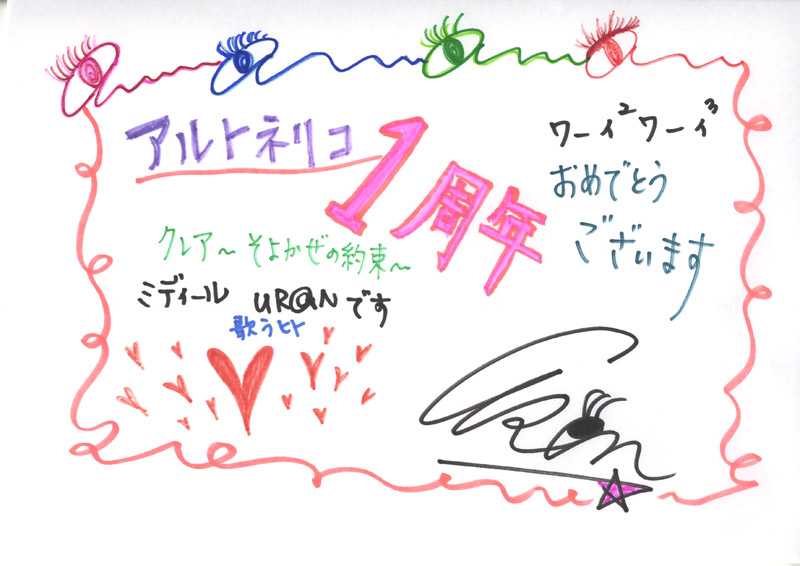 アルトネリコ
1周年
ワーイ²ワーイ³
おめでとう
ございます
クレア～そよかぜの約束～
ミディール UR@Nです
歌うヒト